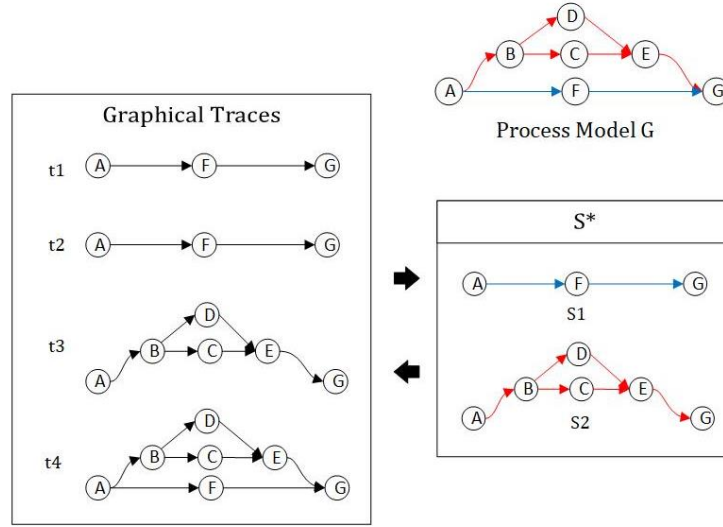 D
B C E
A F G
Process Model G
Graphical Traces
t1 A F G
t2 A F G
t3
D
B C E
A G
t4
D
B C E
A F G
S*
A F G
S1
D
B C E
A G
S2